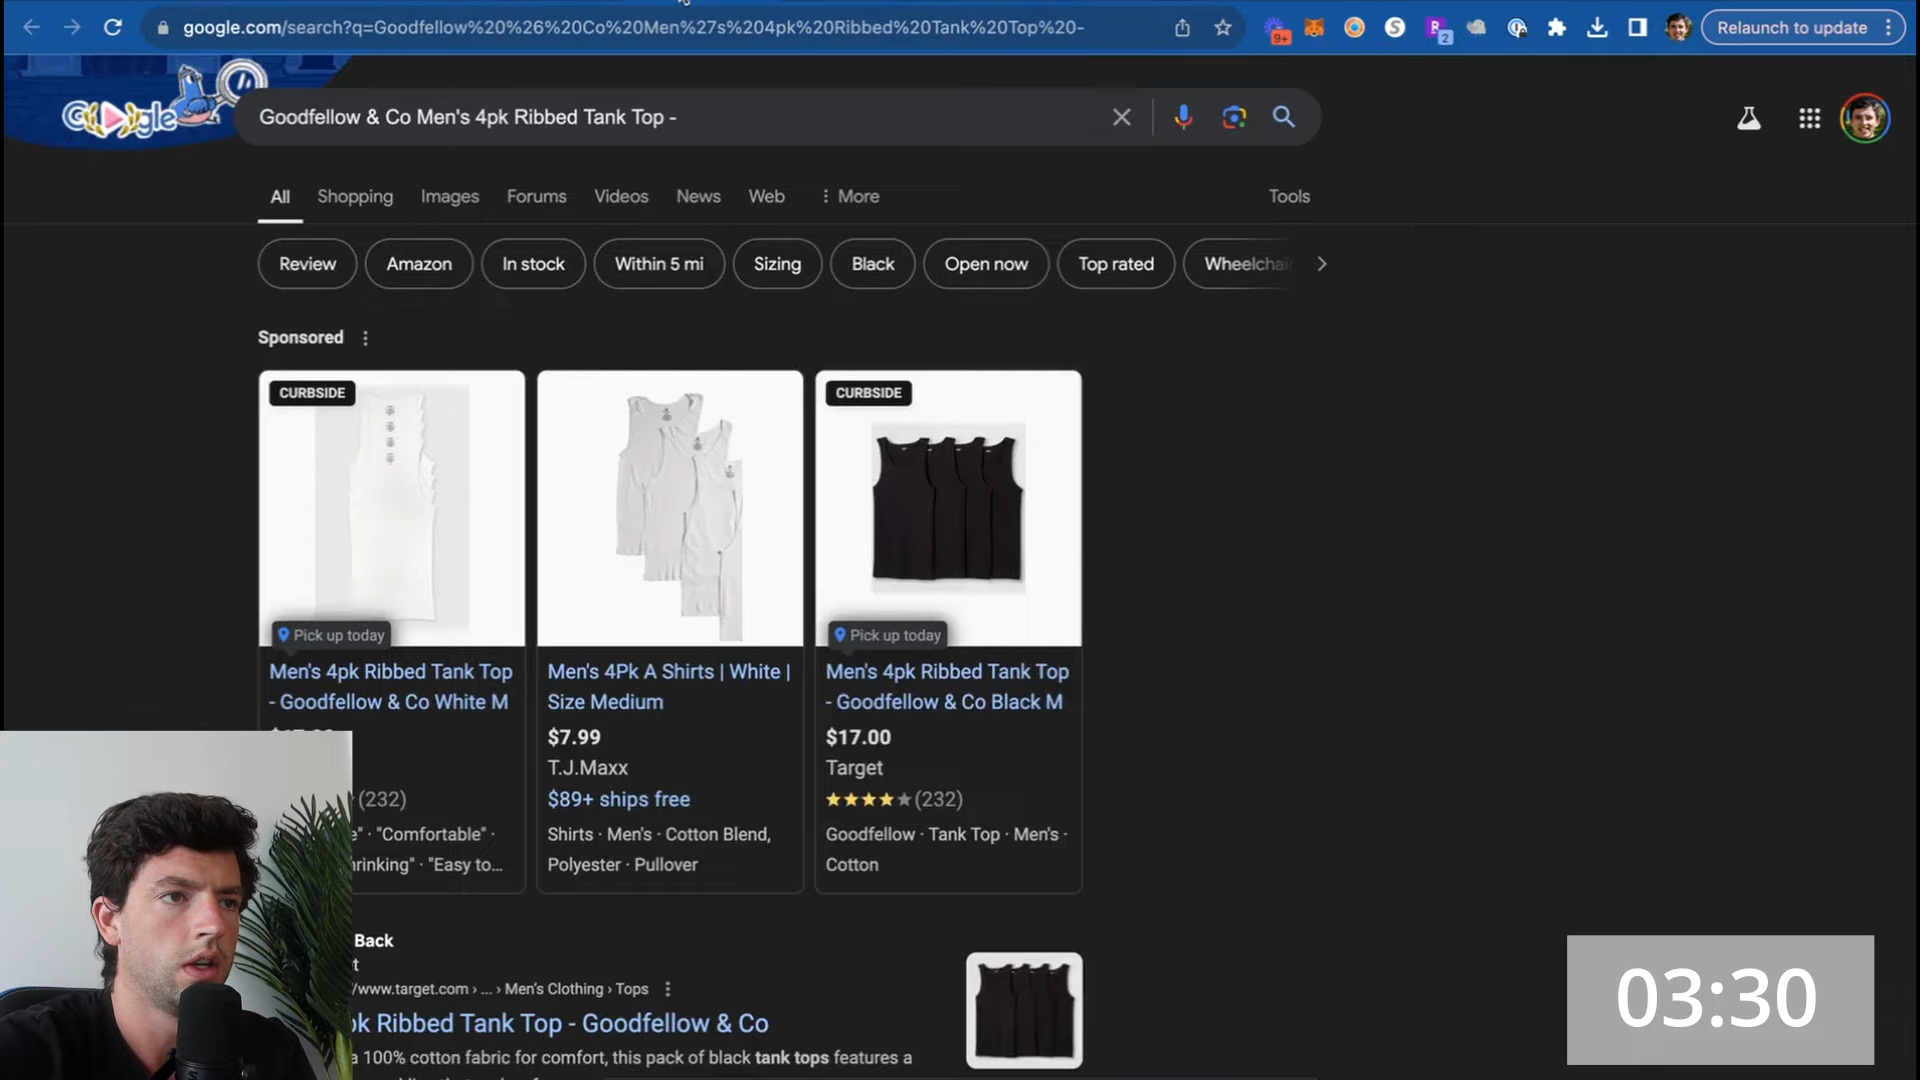 google.com/search?q=Goodfellow%20%26%20Co%20Men%27s%204pk%20Ribbed%20Tank%20Top%20-
9+
2
Relaunch to update
Google
Goodfellow & Co Men's 4pk Ribbed Tank Top -
All Shopping Images Forums Videos News Web More Tools
Review Amazon In stock Within 5 mi Sizing Black Open now Top rated Wheelchair
Sponsored
CURBSIDE
Pick up today
Men's 4pk Ribbed Tank Top
- Goodfellow & Co White M
(232)
e" · "Comfortable" ·
hrinking" · "Easy to...
Men's 4Pk A Shirts | White |
Size Medium
$7.99
T.J.Maxx
$89+ ships free
Shirts · Men's · Cotton Blend,
Polyester · Pullover
CURBSIDE
Pick up today
Men's 4pk Ribbed Tank Top
- Goodfellow & Co Black M
$17.00
Target
(232)
Goodfellow · Tank Top · Men's ·
Cotton
Back
t
/www.target.com › ... › Men's Clothing › Tops
pk Ribbed Tank Top - Goodfellow & Co
a 100% cotton fabric for comfort, this pack of black tank tops features a
03:30